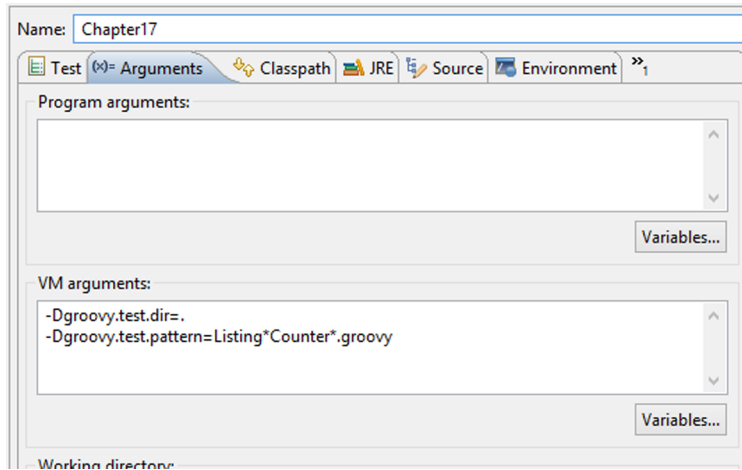 Name: Chapter17
Test (x)= Arguments Classpath JRE Source Environment »1
Program arguments:
Variables...
VM arguments:
-Dgroovy.test.dir=.
-Dgroovy.test.pattern=Listing*Counter*.groovy
Variables...
Working directory: